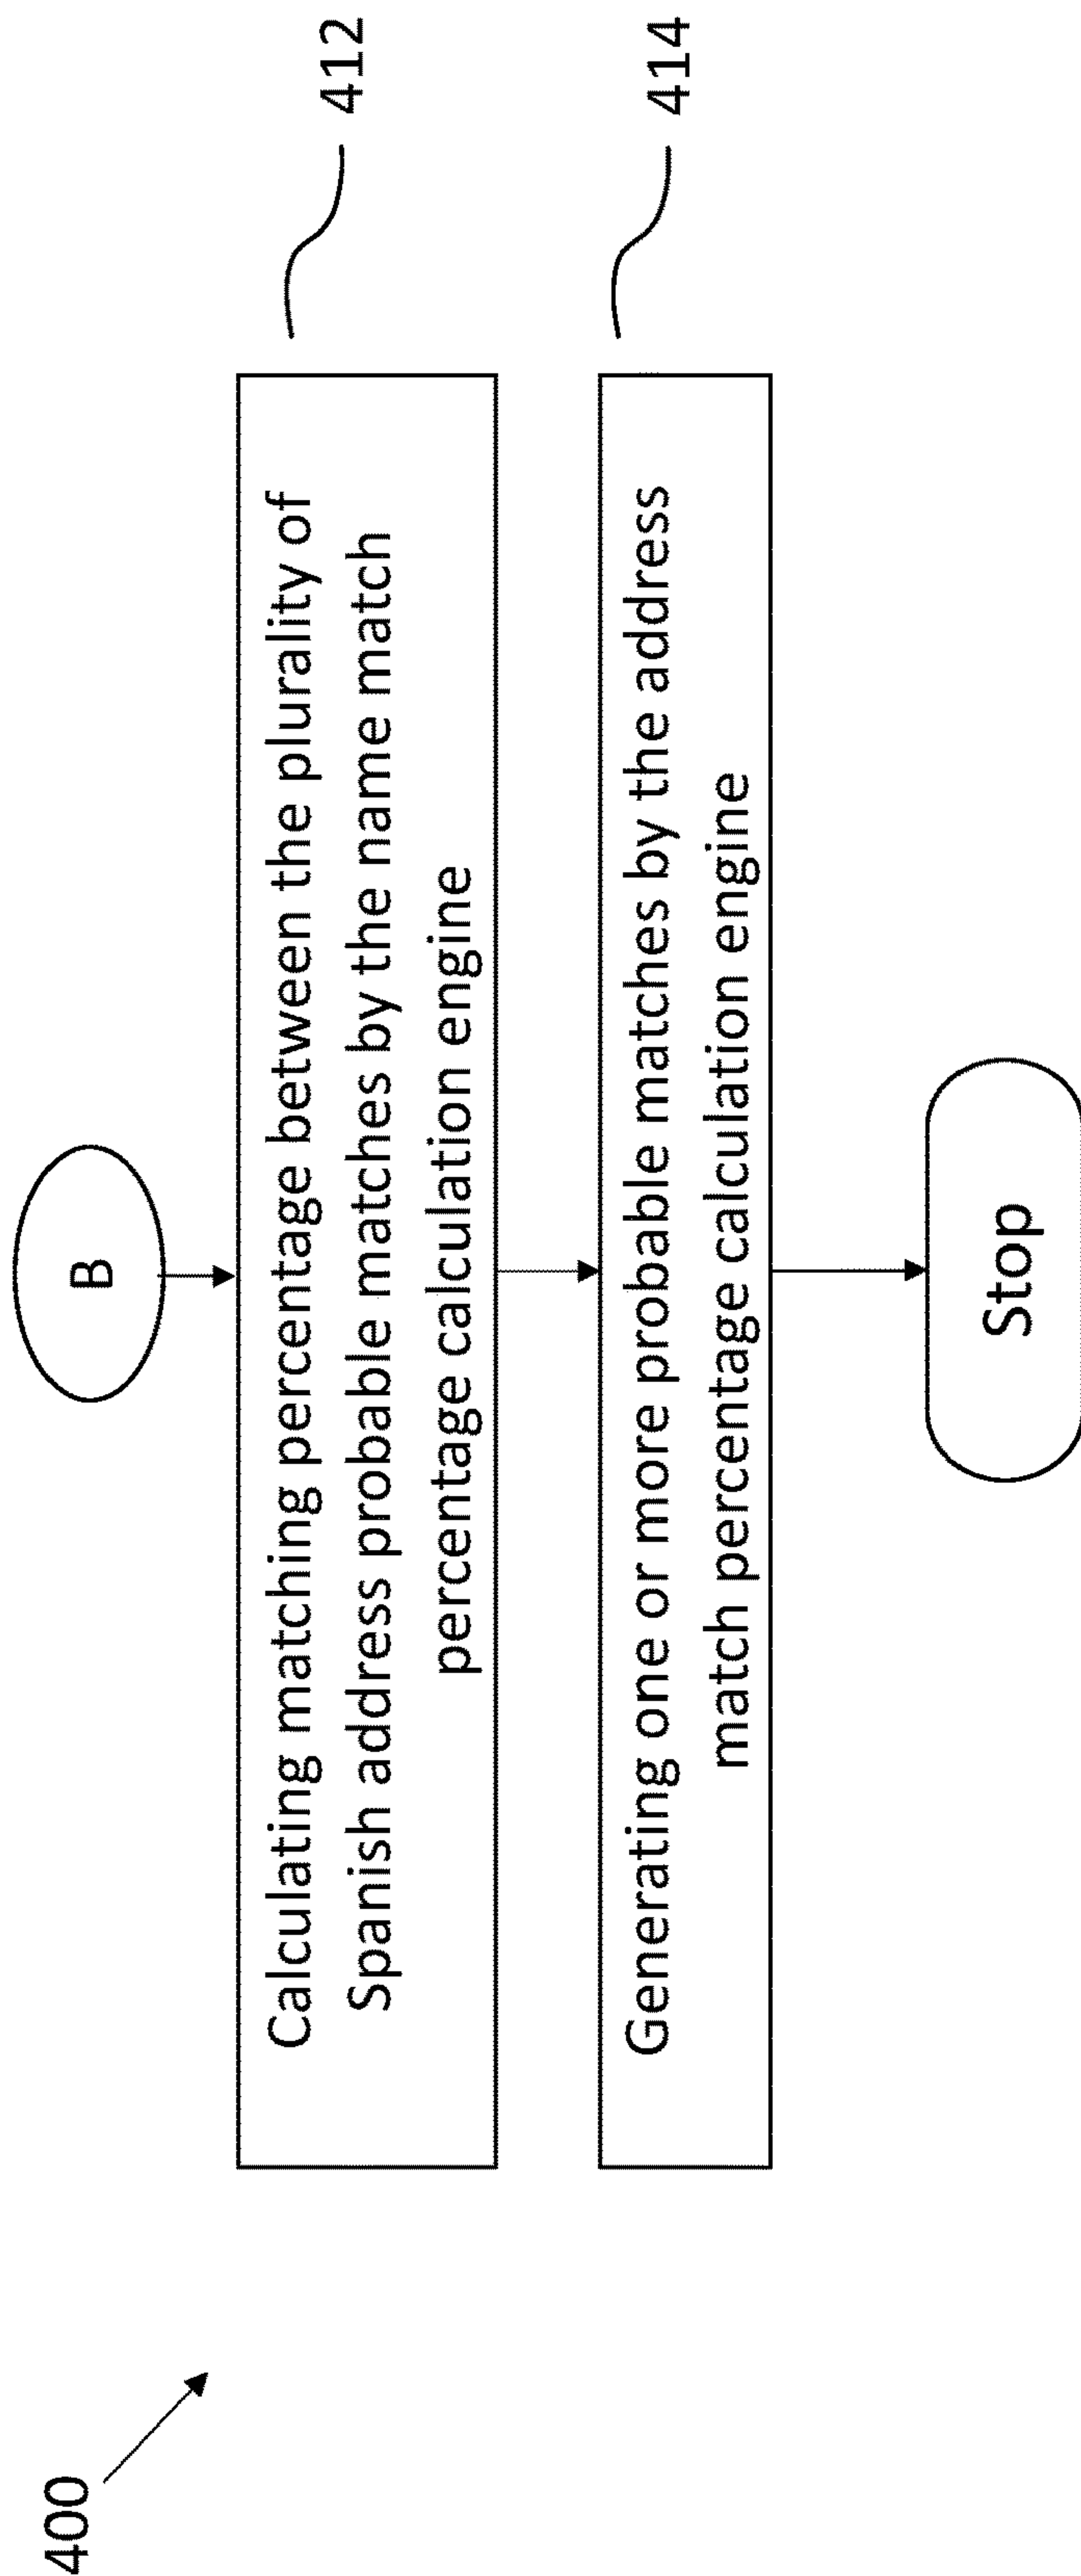 400
B
Calculating matching percentage between the plurality of
Spanish address probable matches by the name match
percentage calculation engine
412
Generating one or more probable matches by the address
match percentage calculation engine
414
Stop